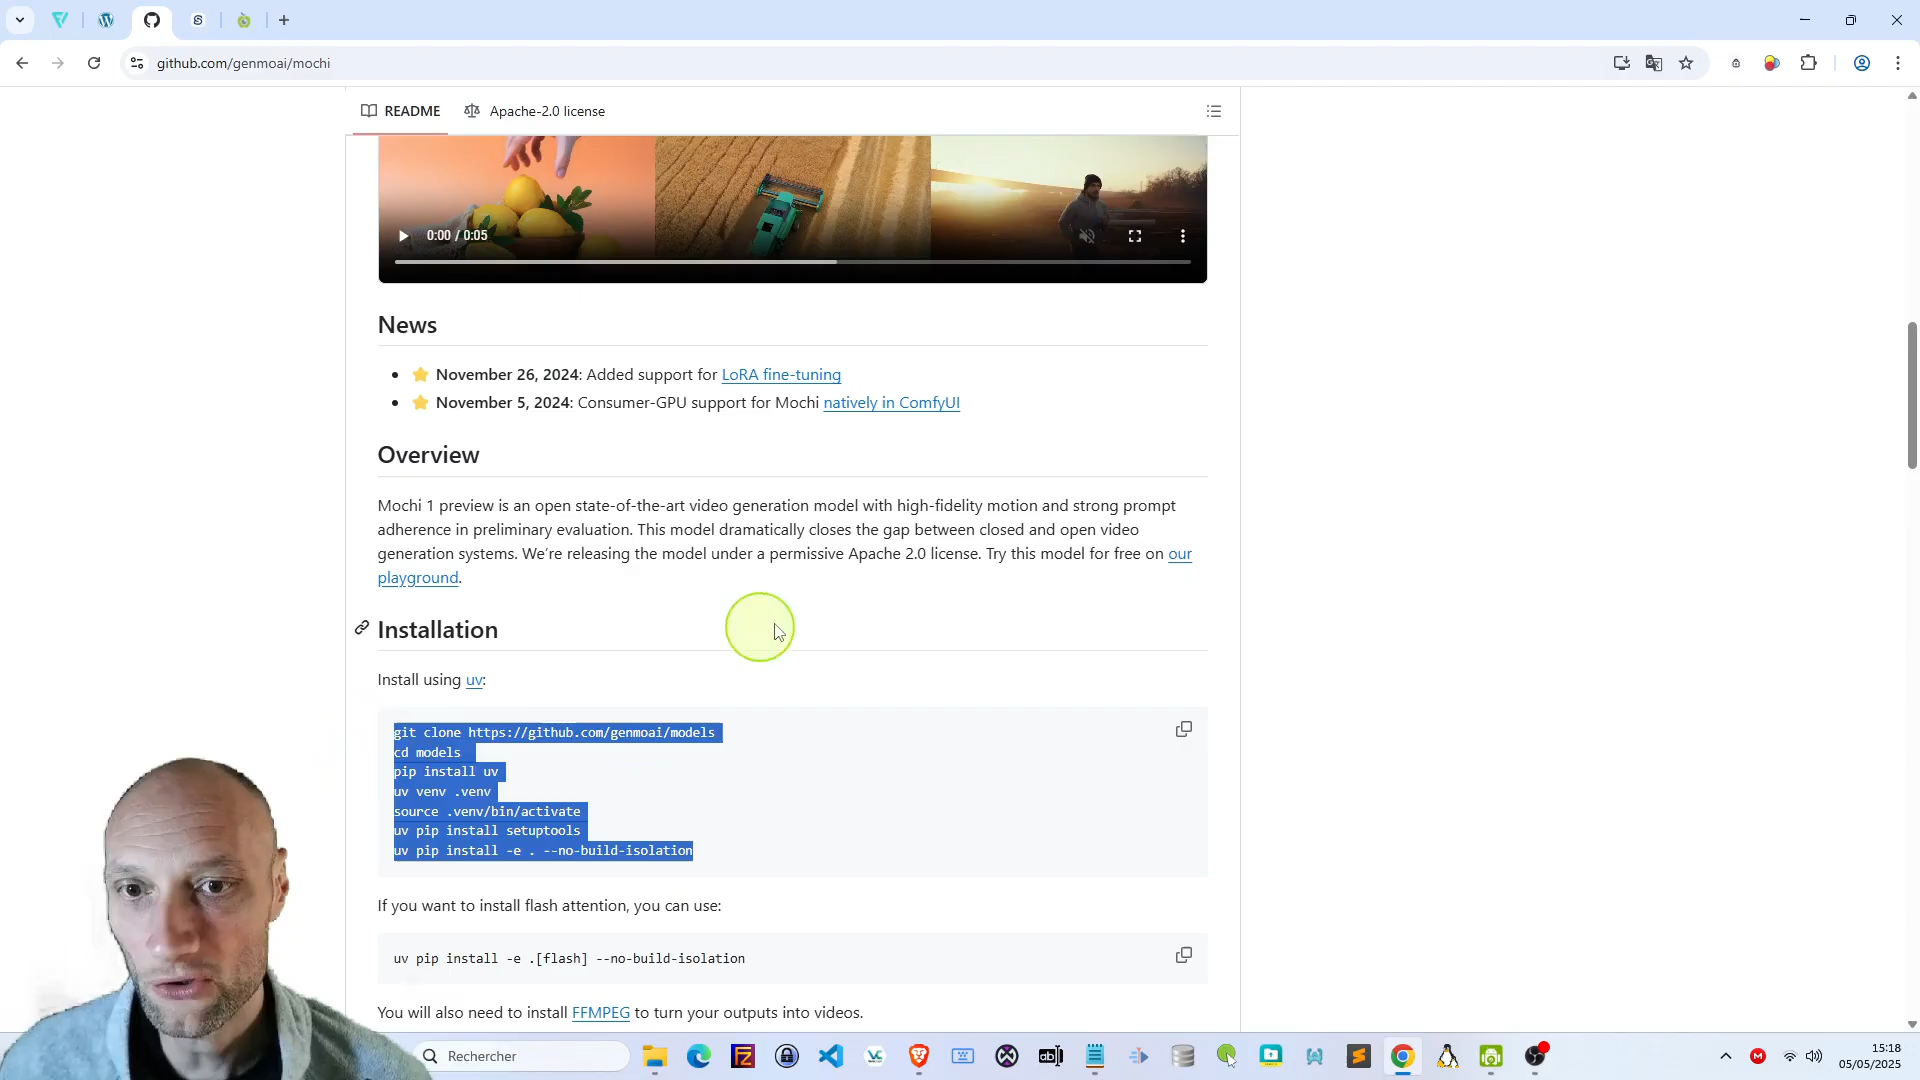 github.com/genmoai/mochi
README
Apache-2.0 license
0:00 / 0:05
News
November 26, 2024: Added support for LoRA fine-tuning
November 5, 2024: Consumer-GPU support for Mochi natively in ComfyUI
Overview
Mochi 1 preview is an open state-of-the-art video generation model with high-fidelity motion and strong prompt
adherence in preliminary evaluation. This model dramatically closes the gap between closed and open video
generation systems. We’re releasing the model under a permissive Apache 2.0 license. Try this model for free on our
playground.
Installation
Install using uv:
git clone https://github.com/genmoai/models
cd models
pip install uv
uv venv .venv
source .venv/bin/activate
uv pip install setuptools
uv pip install -e . --no-build-isolation
If you want to install flash attention, you can use:
uv pip install -e .[flash] --no-build-isolation
You will also need to install FFMPEG to turn your outputs into videos.
Rechercher
15:18
05/05/2025